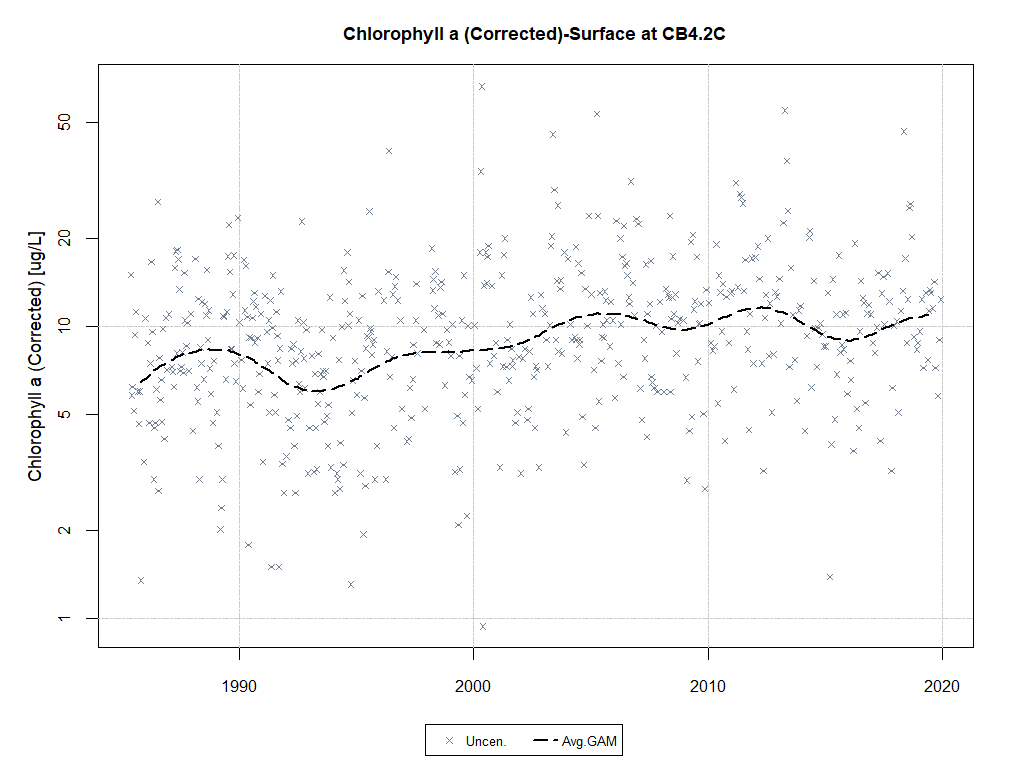 Chlorophyll a (Corrected)-Surface at CB4.2C
Chlorophyll a (Corrected) [ug/L]
50
20
10
5
2
1
1990 2000 2010 2020
Uncen. Avg.GAM